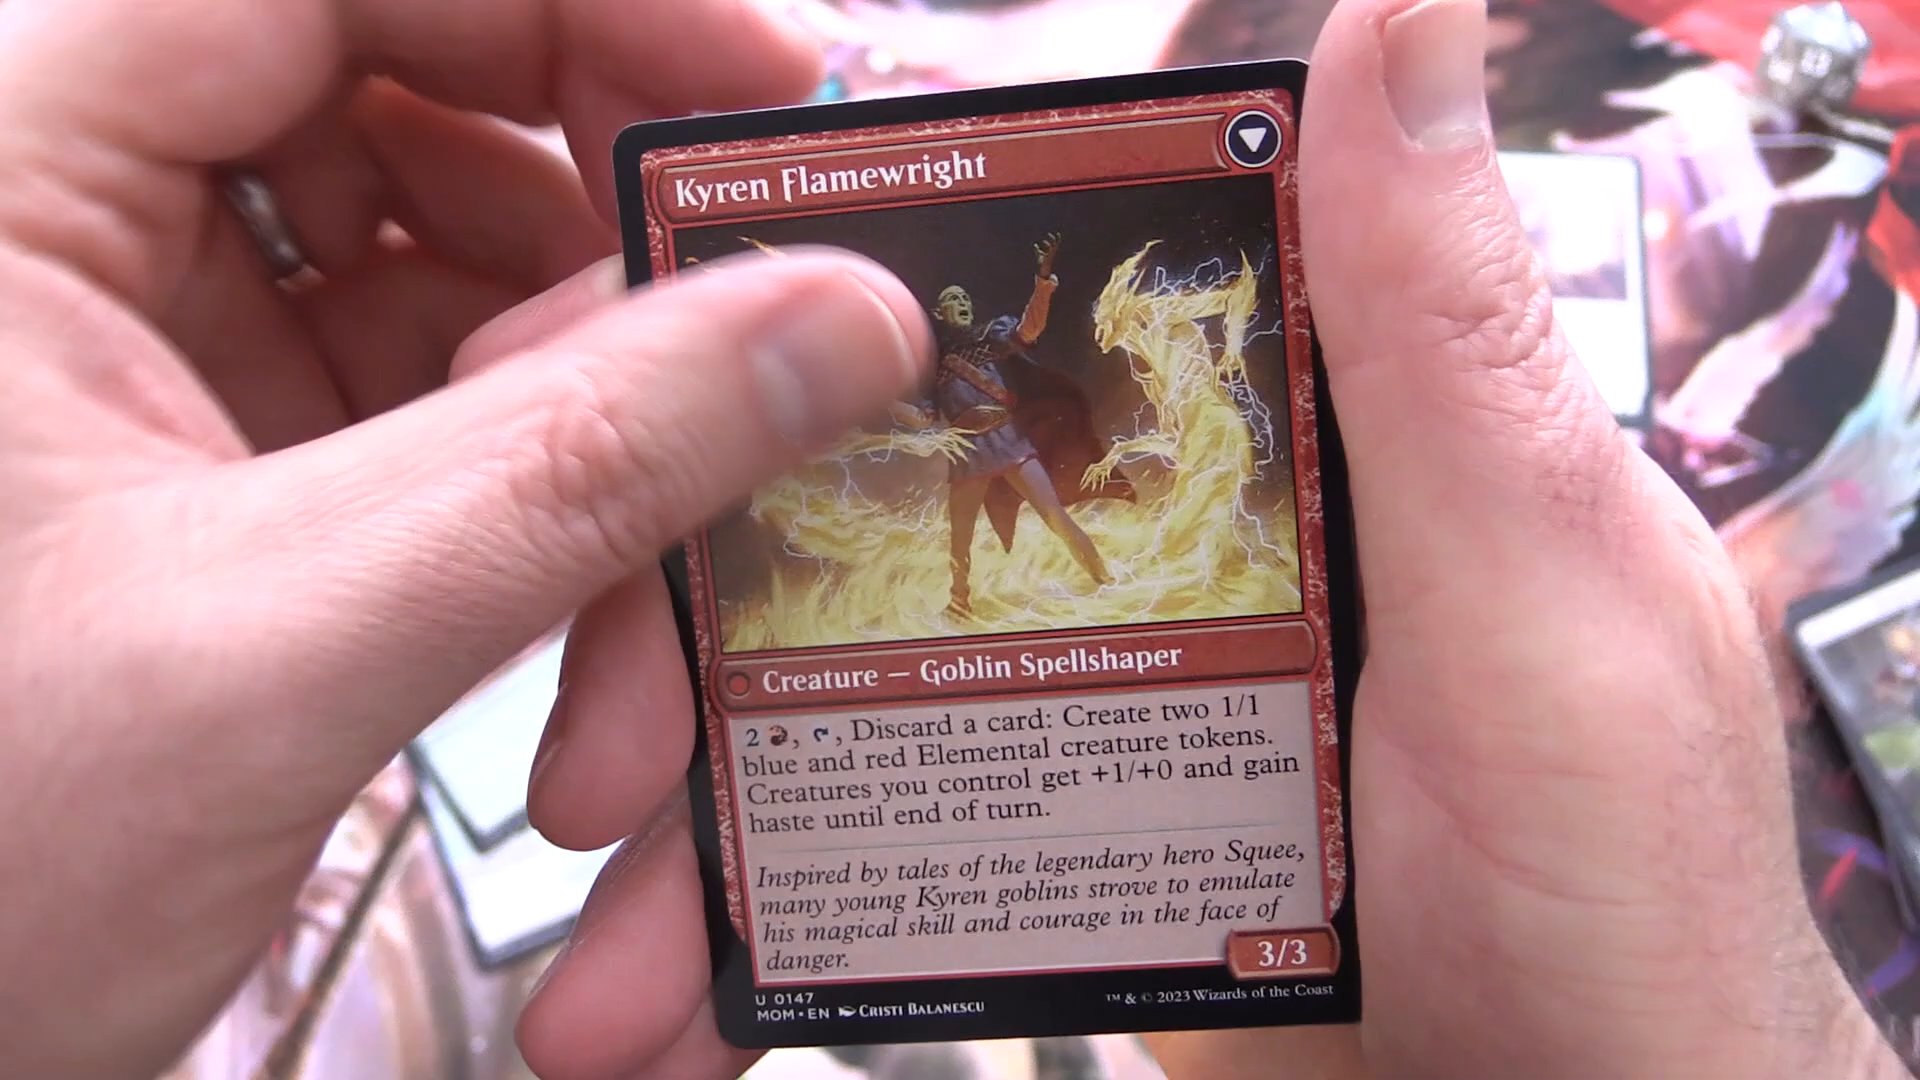 Kyren Flamewright
Creature — Goblin Spellshaper
2 , , Discard a card: Create two 1/1
blue and red Elemental creature tokens.
Creatures you control get +1/+0 and gain
haste until end of turn.
Inspired by tales of the legendary hero Squee,
many young Kyren goblins strove to emulate
his magical skill and courage in the face of
danger.
3/3
U 0147
MOM • EN Cristi Balanescu
™ & © 2023 Wizards of the Coast